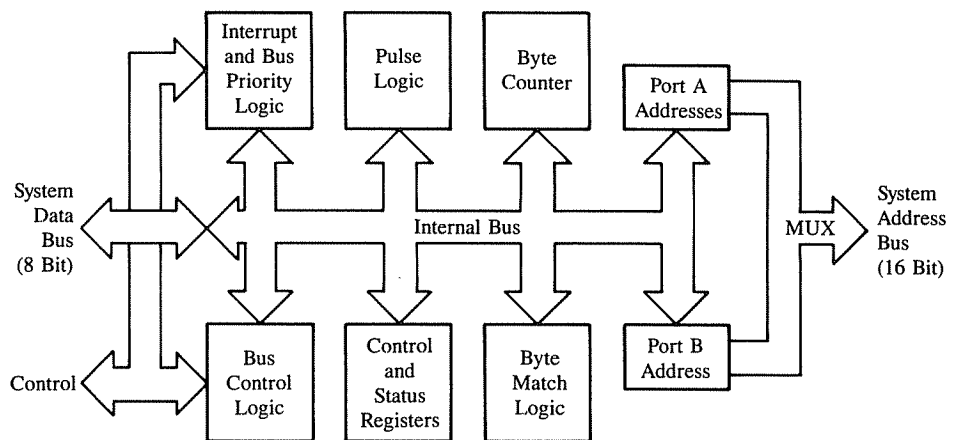 Interrupt
and Bus
Priority
Logic
Pulse
Logic
Byte
Counter
Port A
Addresses
System
Data
Bus
(8 Bit)
Internal Bus
MUX
System
Address
Bus
(16 Bit)
Control
Bus
Control
Logic
Control
and
Status
Registers
Byte
Match
Logic
Port B
Address